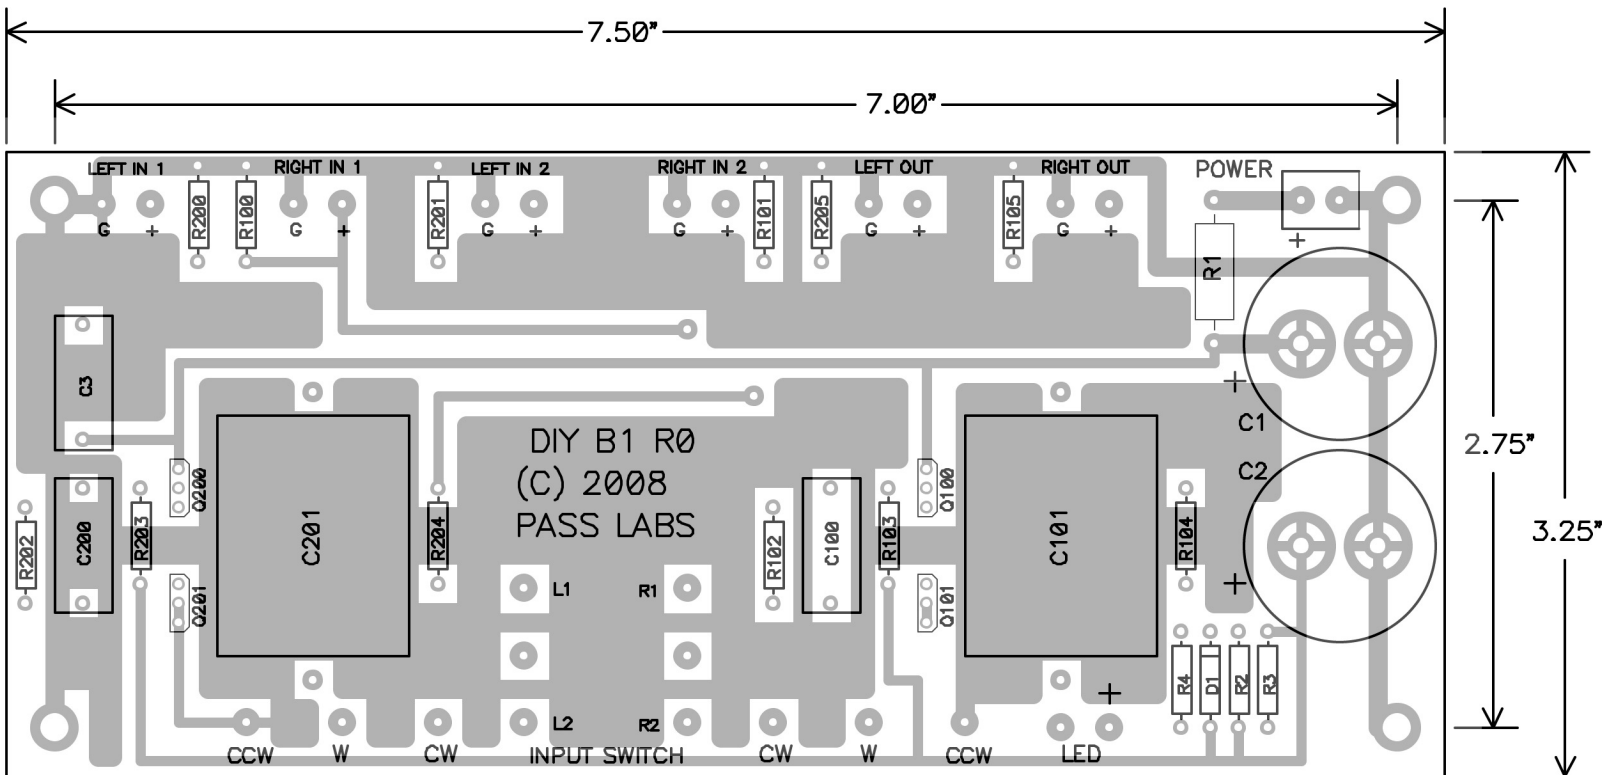 7.50"
7.00"
LEFT IN 1
RIGHT IN 1
LEFT IN 2
RIGHT IN 2
LEFT OUT
RIGHT OUT
POWER
R200
R100
R201
R101
R205
R105
G +
G +
G +
G +
G +
G +
+
R1
C3
+
C1
2.75"
DIY B1 R0
(C) 2008
PASS LABS
C2
Q200
Q100
3.25"
R202
C200
R203
C201
R204
R102
C100
R103
C101
R104
+
Q201
Q101
L1
R1
R4
D1
R2
R3
+
L2
R2
CCW
W
CW
INPUT SWITCH
CW
W
CCW
LED